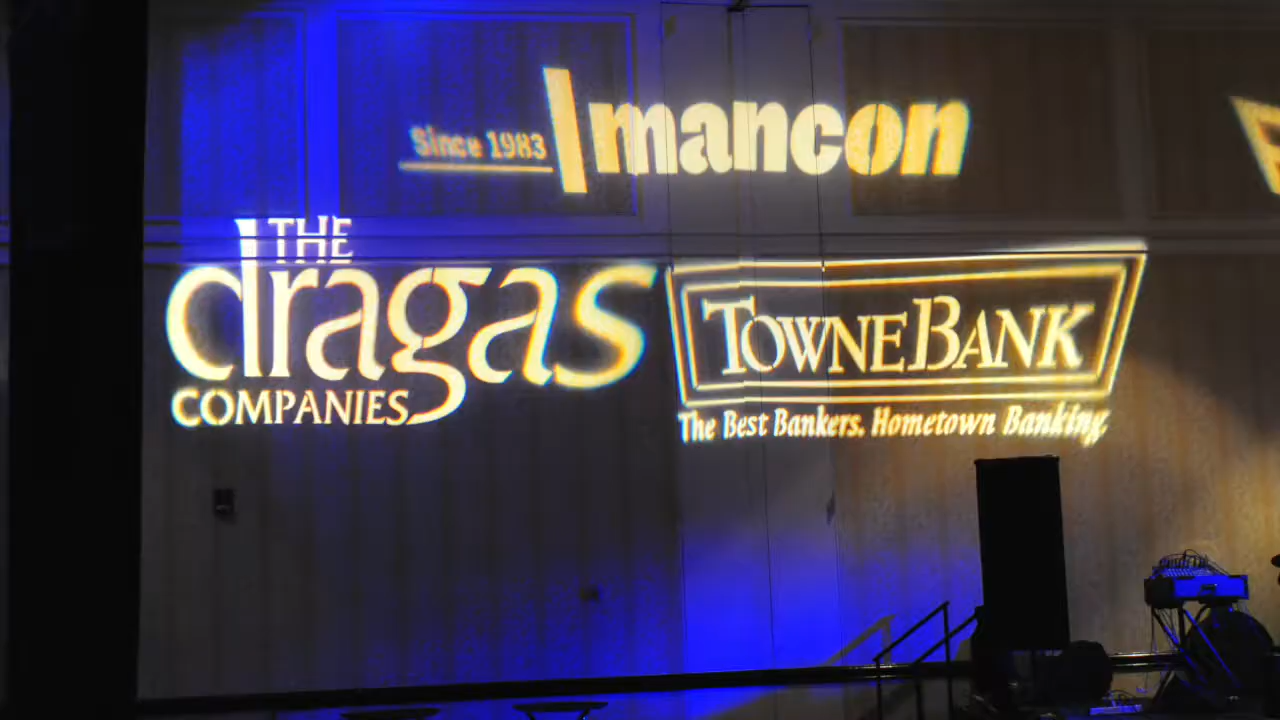 Since 1983 mancon
THE
dragas
COMPANIES
TOWNEBANK
The Best Bankers. Hometown Banking.